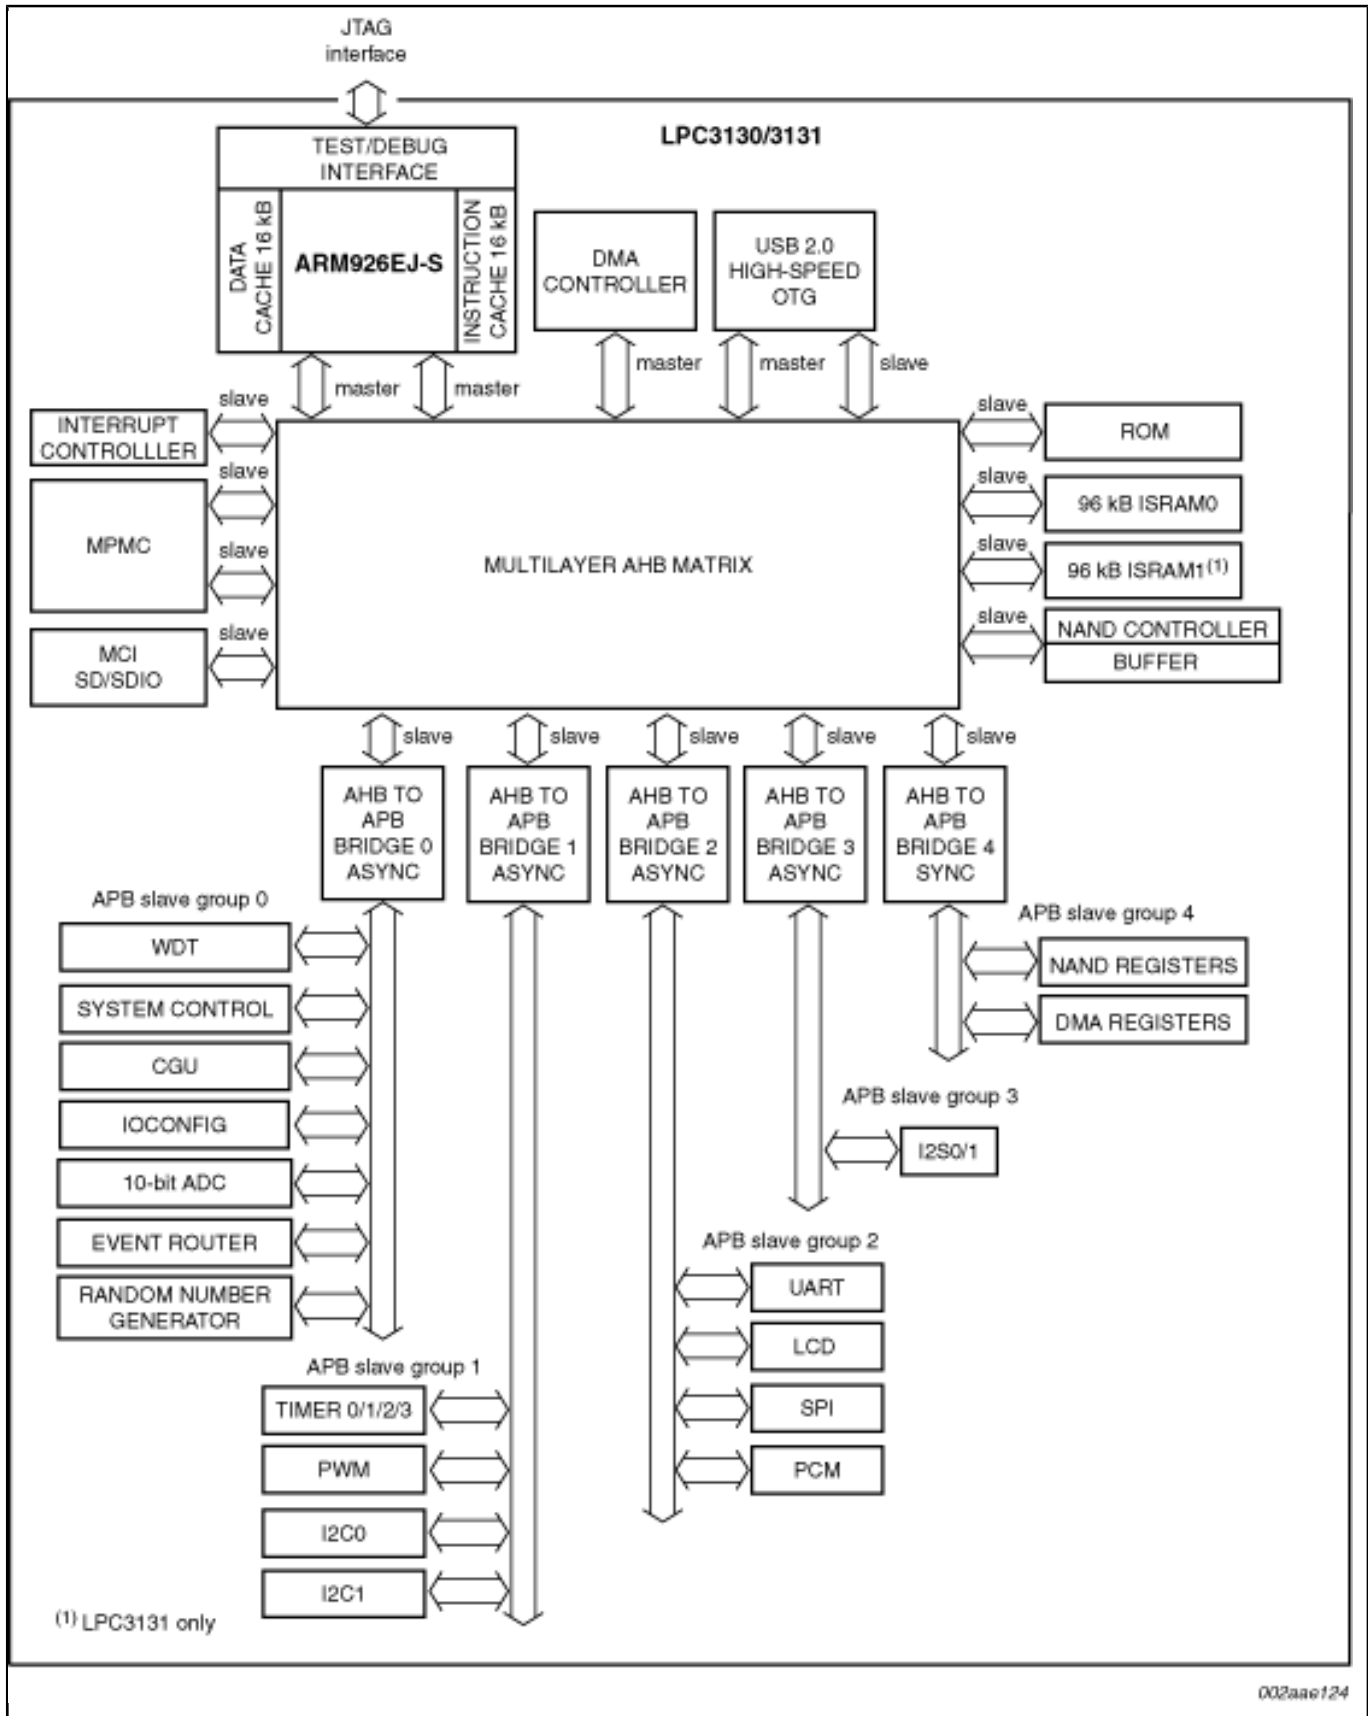 JTAG
interface
LPC3130/3131
TEST/DEBUG
INTERFACE
DATA
CACHE 16 kB
ARM926EJ-S
INSTRUCTION
CACHE 16 kB
DMA
CONTROLLER
USB 2.0
HIGH-SPEED
OTG
master
master
master
master
slave
slave
INTERRUPT
CONTROLLLER
slave
MPMC
slave
MCI
SD/SDIO
slave
MULTILAYER AHB MATRIX
slave
ROM
slave
96 kB ISRAM0
slave
96 kB ISRAM1(1)
slave
NAND CONTROLLER
BUFFER
slave
slave
slave
slave
slave
AHB TO
APB
BRIDGE 0
ASYNC
AHB TO
APB
BRIDGE 1
ASYNC
AHB TO
APB
BRIDGE 2
ASYNC
AHB TO
APB
BRIDGE 3
ASYNC
AHB TO
APB
BRIDGE 4
SYNC
APB slave group 0
WDT
SYSTEM CONTROL
CGU
IOCONFIG
10-bit ADC
EVENT ROUTER
RANDOM NUMBER
GENERATOR
APB slave group 4
NAND REGISTERS
DMA REGISTERS
APB slave group 3
I2S0/1
APB slave group 2
UART
LCD
SPI
PCM
APB slave group 1
TIMER 0/1/2/3
PWM
I2C0
I2C1
(1) LPC3131 only
002aae124